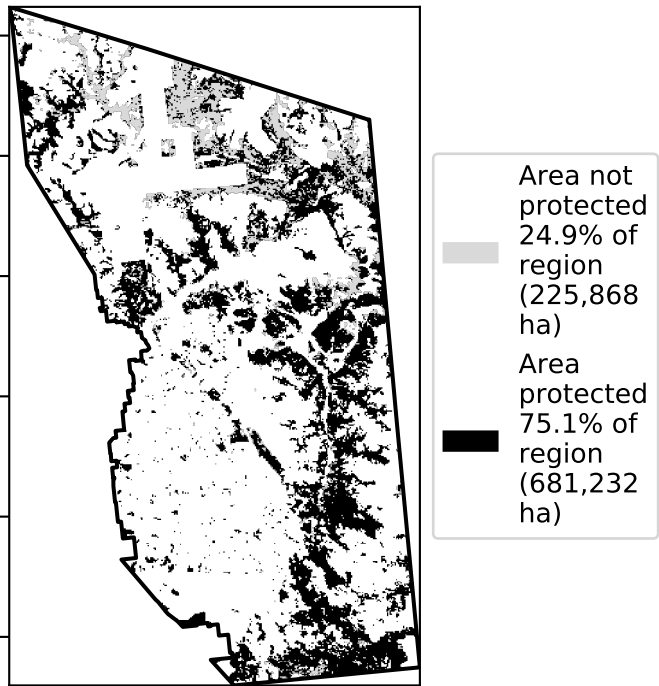 Area not
protected
24.9% of
region
(225,868
ha)
Area
protected
75.1% of
region
(681,232
ha)